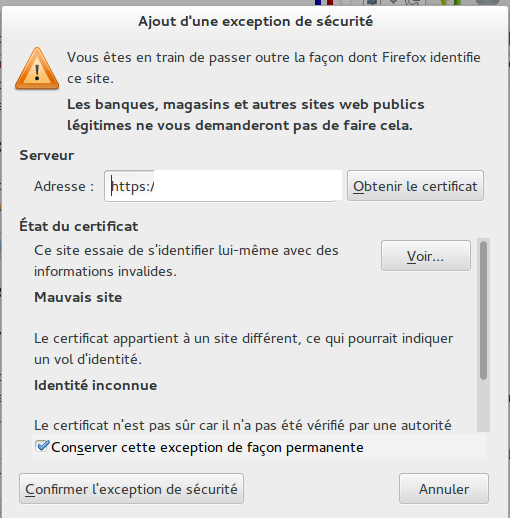 Ajout d'une exception de sécurité
Vous êtes en train de passer outre la façon dont Firefox identifie
ce site.
Les banques, magasins et autres sites web publics
légitimes ne vous demanderont pas de faire cela.
Serveur
Adresse : https:/ Obtenir le certificat
État du certificat
Ce site essaie de s'identifier lui-même avec des
informations invalides.
Voir...
Mauvais site
Le certificat appartient à un site différent, ce qui pourrait indiquer
un vol d'identité.
Identité inconnue
Le certificat n'est pas sûr car il n'a pas été vérifié par une autorité
Conserver cette exception de façon permanente
Confirmer l'exception de sécurité Annuler